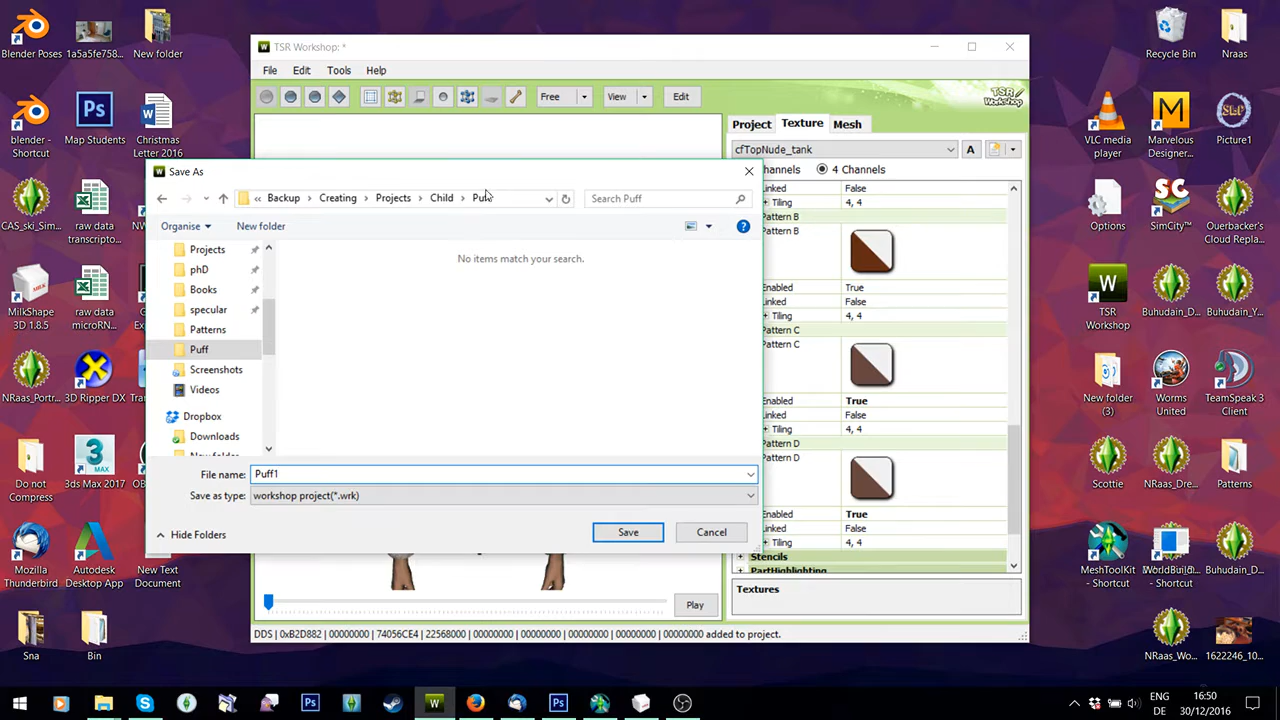 Blender Poses
1a5a5fe758...
New folder
blender -
Shortcut
Map Students
Christmas
Letter 2016
CAS_ski_Sim...
raw data
transcripto...
MilkShape
3D 1.8.5
raw data
microRN...
NRaas_Portr...
3D Ripper DX
Do not
Compress
3ds Max 2017
Mozilla
Thunderbird
Autodesk
Desktop App
New Text
Document
Sna
Bin
TSR Workshop: *
File
Edit
Tools
Help
Free
View
Edit
TSR
Workshop
Project
Texture
Mesh
cfTopNude_tank
A
4 Channels
Linked
False
Tiling
4, 4
Pattern B
Pattern B
Enabled
True
Linked
False
Tiling
4, 4
Pattern C
Pattern C
Enabled
True
Linked
False
Tiling
4, 4
Pattern D
Pattern D
Enabled
True
Linked
False
Tiling
4, 4
Stencils
PartHighlighting
Textures
Play
DDS | 0xB2D882 | 00000000 | 74056CE4 | 22568000 | 00000000 | 00000000 | 00000000 | 00000000 | 00000000 added to project.
Save As
« Backup > Creating > Projects > Child > Puff
Search Puff
Organise
New folder
Projects
phD
Books
specular
Patterns
Puff
Screenshots
Videos
Dropbox
Downloads
No items match your search.
File name:
Puff1
Save as type:
workshop project(*.wrk)
Hide Folders
Save
Cancel
Recycle Bin
Nraas
VLC media
player
Marvelous
Designer...
Picture1
Options
SimCity™
Ouerbacker's
Cloud Repla...
TSR
Workshop
Buhudain_D...
Buhudain_Y...
New folder
(3)
Worms
United
TeamSpeak 3
Client
Scottie
NRaas_Dre...
Patterns
MeshToolKit
- Shortcut
/WorldBuild...
- Shortcut
Buhudain_D...
NRaas_Wo...
1622246_10...
ENG
DE
16:50
30/12/2016